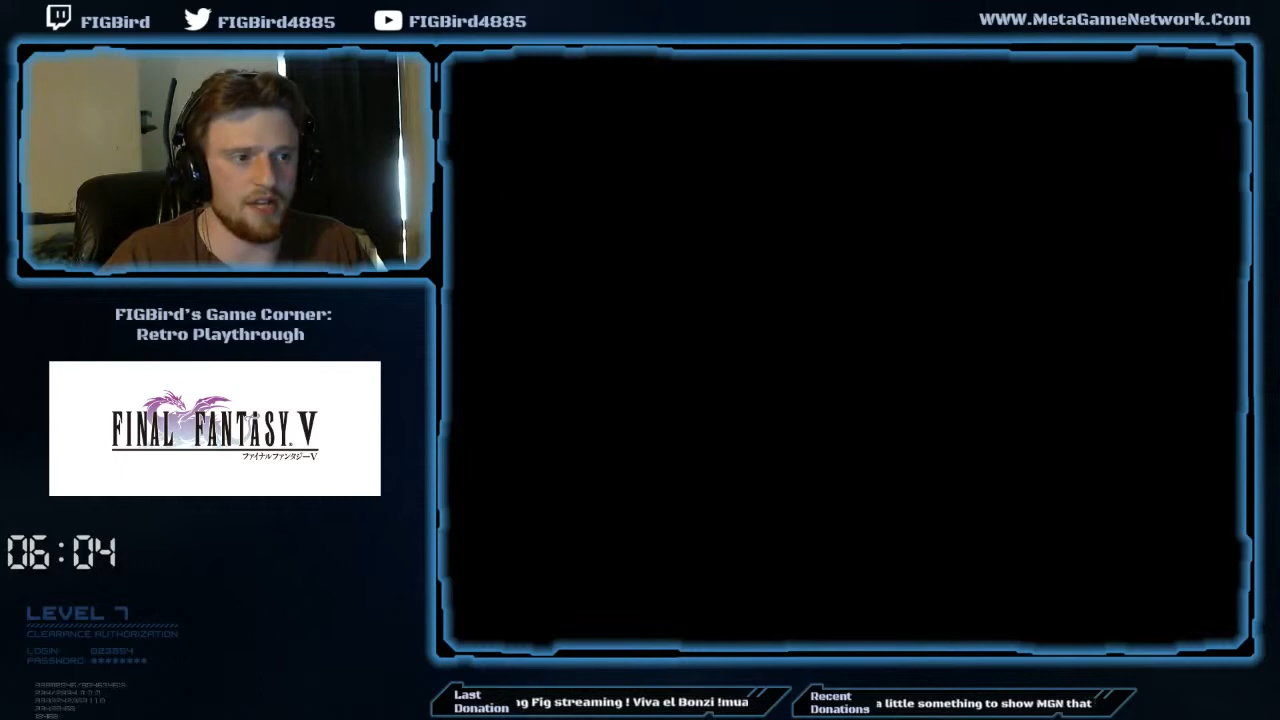 FIGBird
FIGBird4885
FIGBird4885
WWW.MetaGameNetwork.Com
FIGBird's Game Corner:
Retro Playthrough
FINAL FANTASY V
ファイナルファンタジーV
06:04
LEVEL 7
CLEARANCE AUTHORIZATION
LOGIN: 023954
PASSWORD: ********
Last
Donation
ng Fig streaming ! Viva el Bonzi !mua
Recent
Donations
a little something to show MGN that